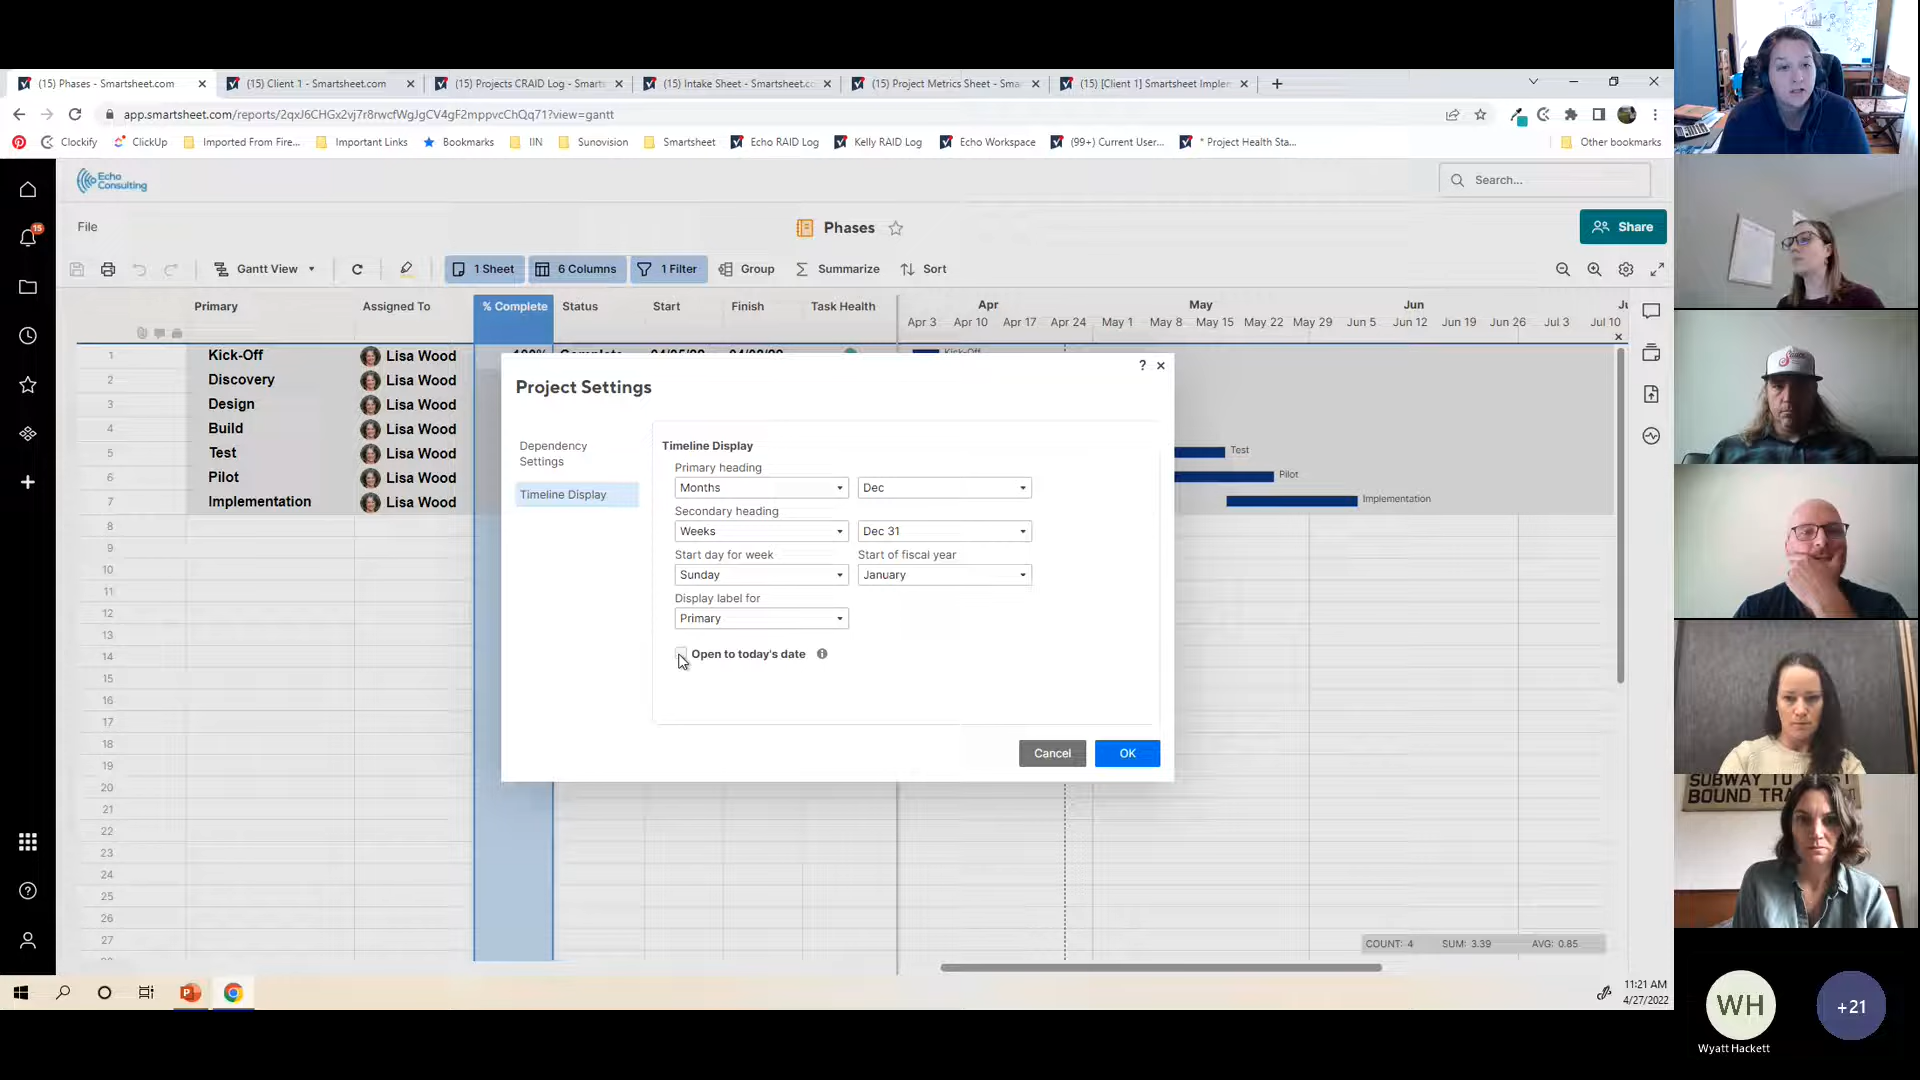 (15) Phases - Smartsheet.com
(15) Client 1 - Smartsheet.com
(15) Projects CRAID Log - Smarts
(15) Intake Sheet - Smartsheet.co
(15) Project Metrics Sheet - Sma
(15) [Client 1] Smartsheet Impler
app.smartsheet.com/reports/2qxJ6CHGx2vj7r8rwcfWgJgCV4gF2mppvcChQq71?view=gantt
Clockify
ClickUp
Imported From Fire...
Important Links
Bookmarks
IIN
Sunovision
Smartsheet
Echo RAID Log
Kelly RAID Log
Echo Workspace
(99+) Current User...
* Project Health Sta...
Other bookmarks
Echo
Consulting
Search...
File
Phases
Share
15
Gantt View
1 Sheet
6 Columns
1 Filter
Group
Summarize
Sort
Primary
Assigned To
% Complete
Status
Start
Finish
Task Health
Apr
May
Jun
Apr 3
Apr 10
Apr 17
Apr 24
May 1
May 8
May 15
May 22
May 29
Jun 5
Jun 12
Jun 19
Jun 26
Jul 3
Jul 10
1 Kick-Off Lisa Wood
Kick-Off
2 Discovery Lisa Wood
3 Design Lisa Wood
4 Build Lisa Wood
5 Test Lisa Wood
Test
6 Pilot Lisa Wood
Pilot
7 Implementation Lisa Wood
Implementation
8
9
10
11
12
13
14
15
16
17
18
19
20
21
22
23
24
25
26
27
Project Settings
?
Dependency
Settings
Timeline Display
Timeline Display
Primary heading
Months
Dec
Secondary heading
Weeks
Dec 31
Start day for week
Start of fiscal year
Sunday
January
Display label for
Primary
Open to today's date
Cancel
OK
COUNT: 4
SUM: 3.39
AVG: 0.85
11:21 AM
4/27/2022
BOUND TRA
WH
+21
Wyatt Hackett